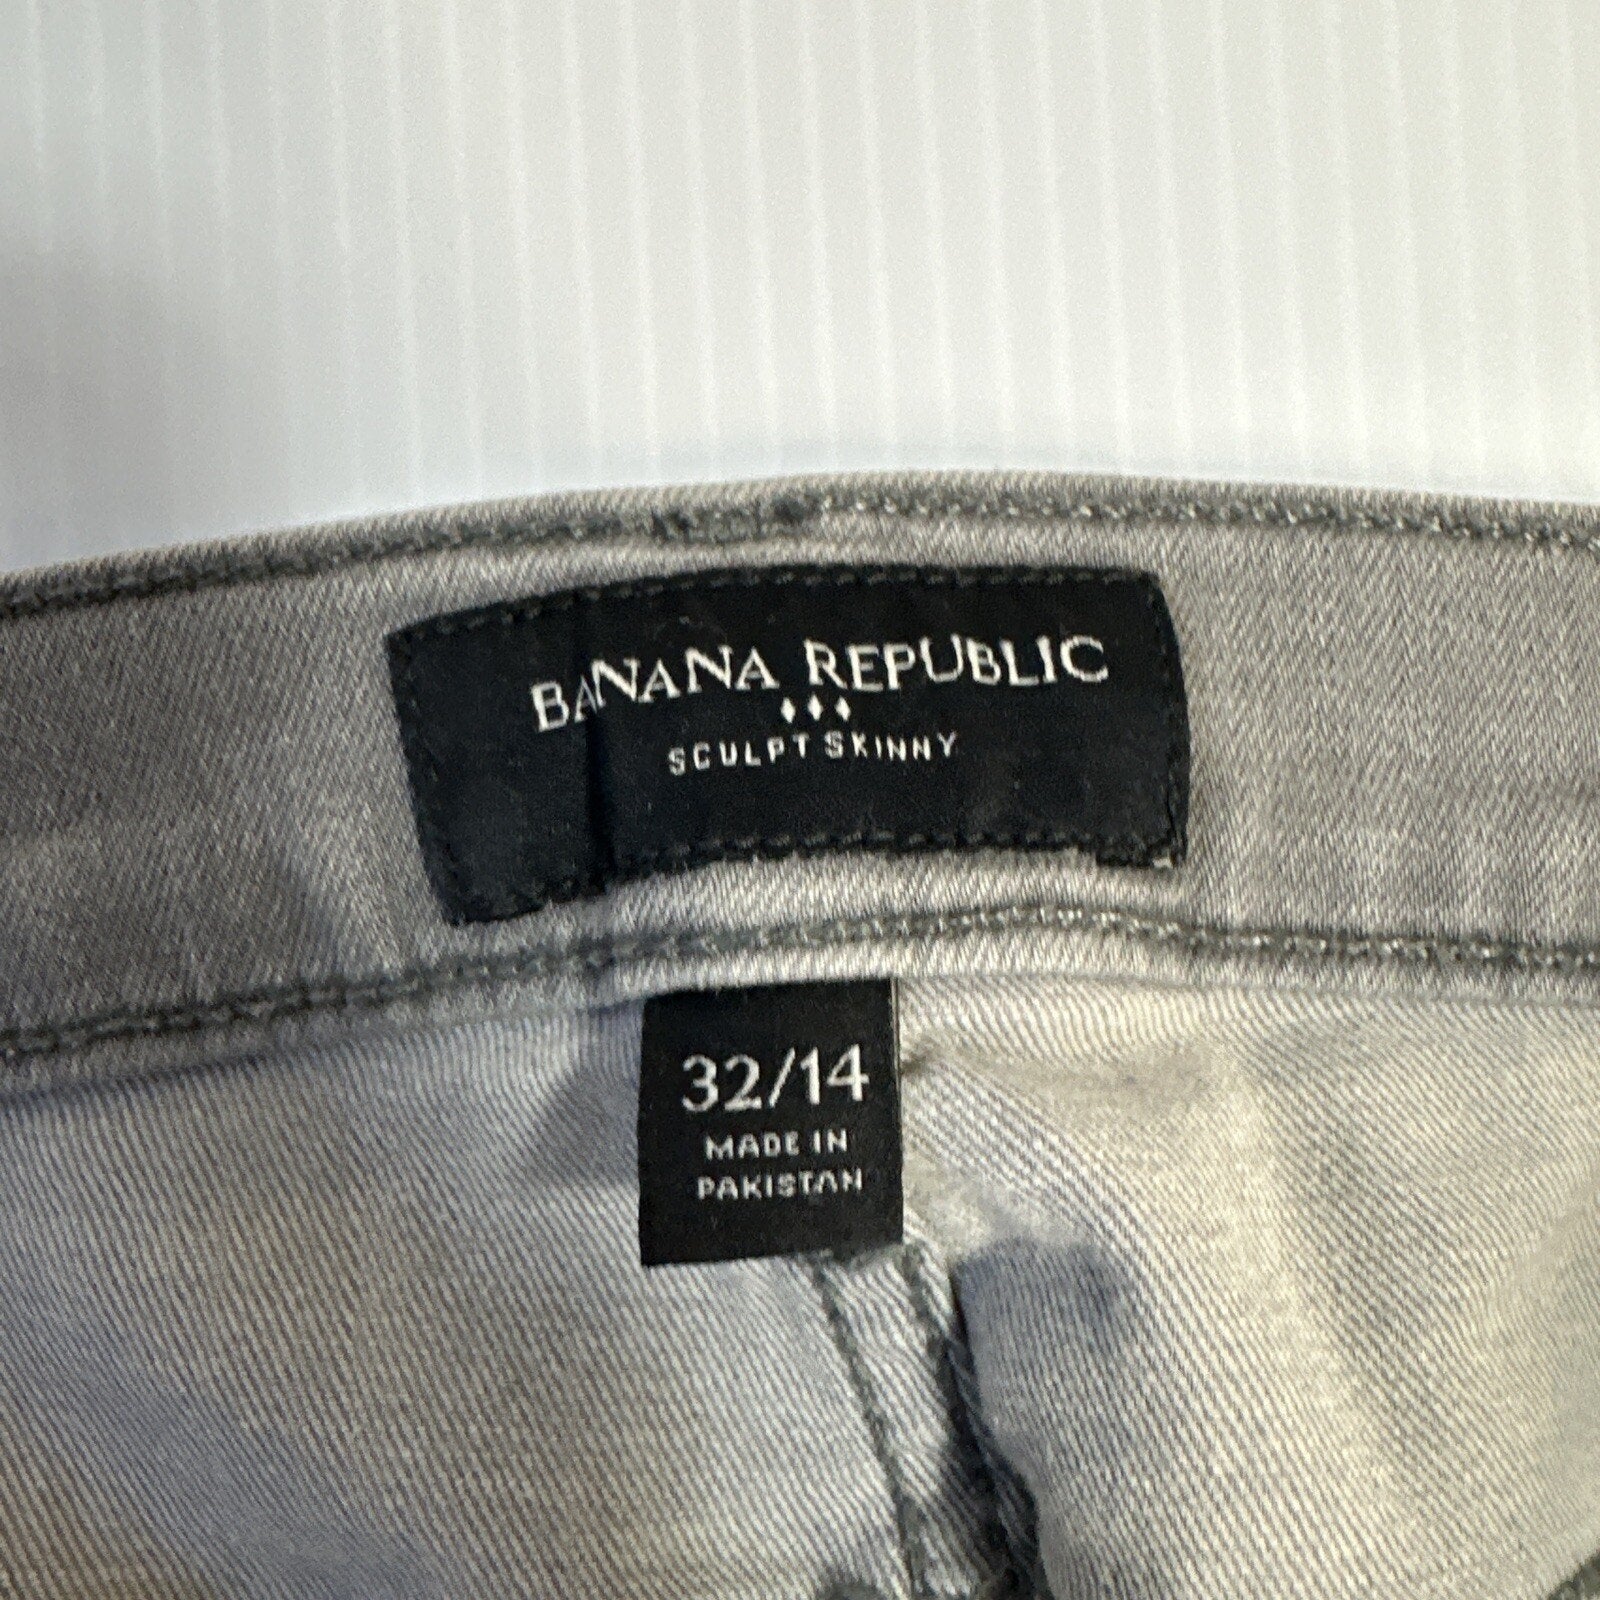 BANANA REPUBLIC
SCULPT SKINNY
32/14
MADE IN
PAKISTAN